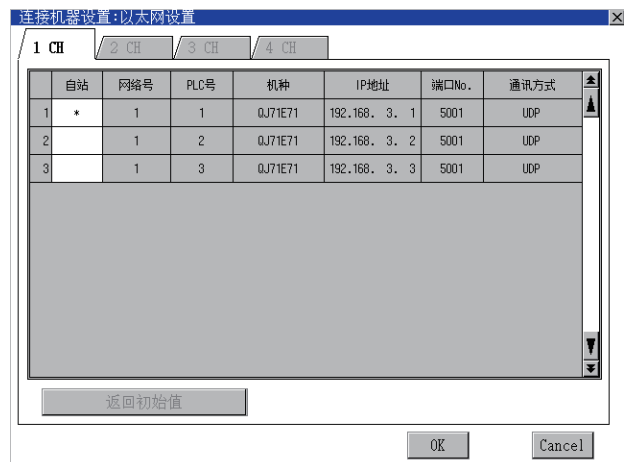 连接机器设置:以太网设置
1 CH 2 CH 3 CH 4 CH
自站 网络号 PLC号 机种 IP地址 端口No. 通讯方式
1 * 1 1 QJ71E71 192.168. 3. 1 5001 UDP
2 1 2 QJ71E71 192.168. 3. 2 5001 UDP
3 1 3 QJ71E71 192.168. 3. 3 5001 UDP
返回初始值
OK Cancel